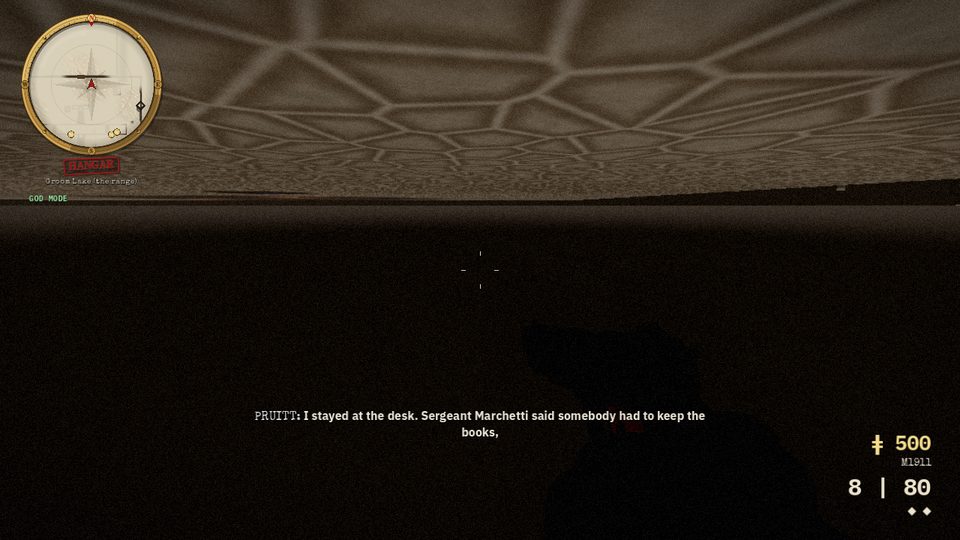 HANGAR
Groom Lake (the range)
GOD MODE
PRUITT: I stayed at the desk. Sergeant Marchetti said somebody had to keep the
books,
500
M1911
8 | 80